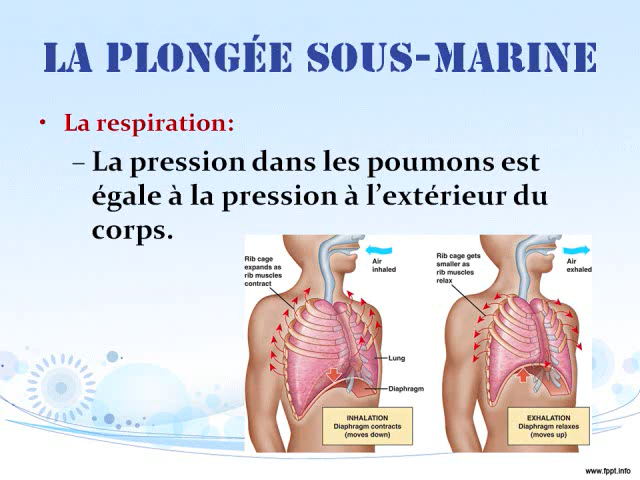 LA PLONGÉE SOUS-MARINE
• La respiration:
– La pression dans les poumons est
égale à la pression à l'extérieur du
corps.
Rib cage
expands as
rib muscles
contract
Air
inhaled
Lung
Diaphragm
INHALATION
Diaphragm contracts
(moves down)
Rib cage gets
smaller as
rib muscles
relax
Air
exhaled
EXHALATION
Diaphragm relaxes
(moves up)
www.fppt.info